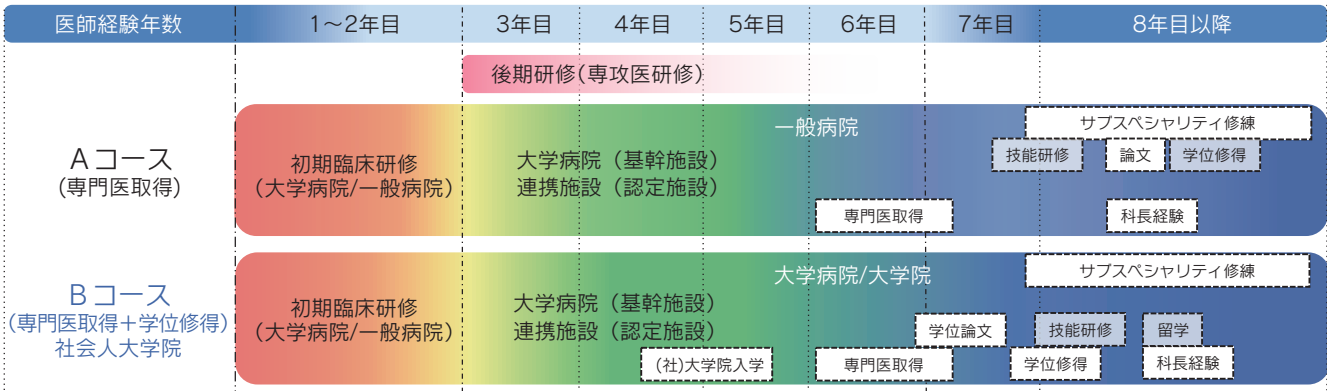 医師経験年数
1～2年目
3年目
4年目
5年目
6年目
7年目
8年目以降
後期研修(専攻医研修)
Aコース
(専門医取得)
初期臨床研修
(大学病院/一般病院)
大学病院（基幹施設）
連携施設（認定施設）
一般病院
サブスペシャリティ修練
技能研修
論文
学位修得
専門医取得
科長経験
Bコース
(専門医取得＋学位修得)
社会人大学院
初期臨床研修
(大学病院/一般病院)
大学病院（基幹施設）
連携施設（認定施設）
大学病院/大学院
サブスペシャリティ修練
学位論文
技能研修
留学
(社)大学院入学
専門医取得
学位修得
科長経験